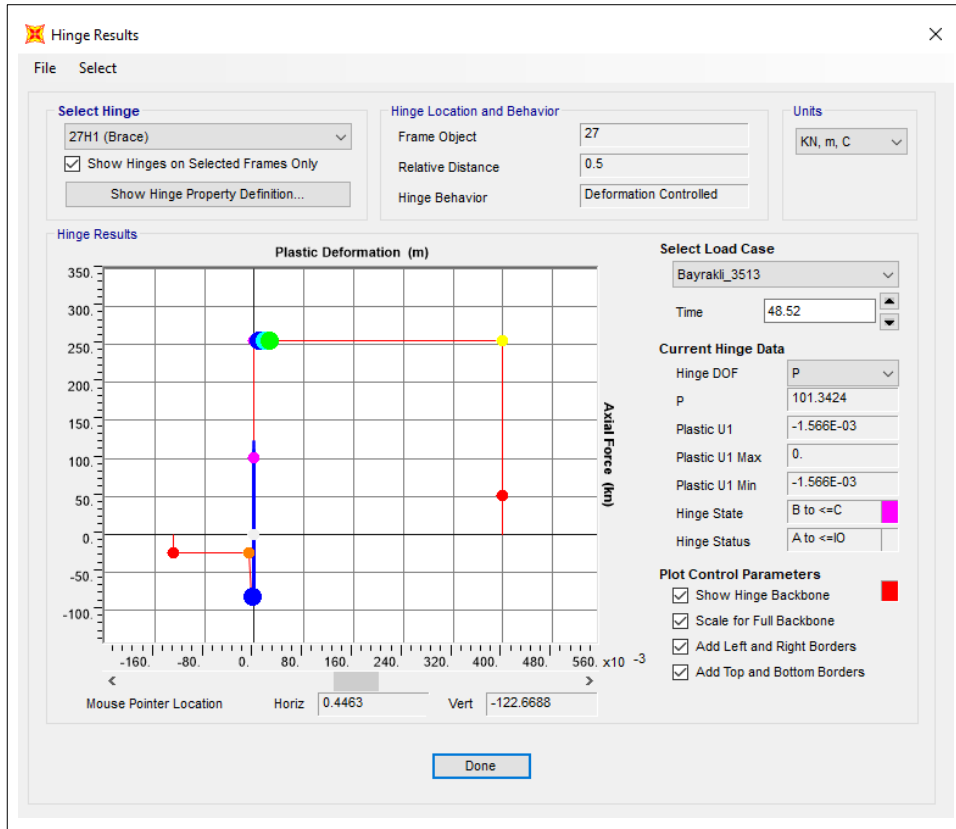 Hinge Results
File Select
Select Hinge
27H1 (Brace)
Show Hinges on Selected Frames Only
Show Hinge Property Definition...
Hinge Location and Behavior
Frame Object 27
Relative Distance 0.5
Hinge Behavior Deformation Controlled
Units
KN, m, C
Hinge Results
Plastic Deformation (m)
350.
300.
250.
200.
150.
100.
50.
0.
-50.
-100.
-160. -80. 0. 80. 160. 240. 320. 400. 480. 560. x10 -3
Axial Force (kn)
Mouse Pointer Location Horiz 0.4463 Vert -122.6688
Select Load Case
Bayrakli_3513
Time 48.52
Current Hinge Data
Hinge DOF P
P 101.3424
Plastic U1 -1.566E-03
Plastic U1 Max 0.
Plastic U1 Min -1.566E-03
Hinge State B to <=C
Hinge Status A to <=IO
Plot Control Parameters
Show Hinge Backbone
Scale for Full Backbone
Add Left and Right Borders
Add Top and Bottom Borders
Done